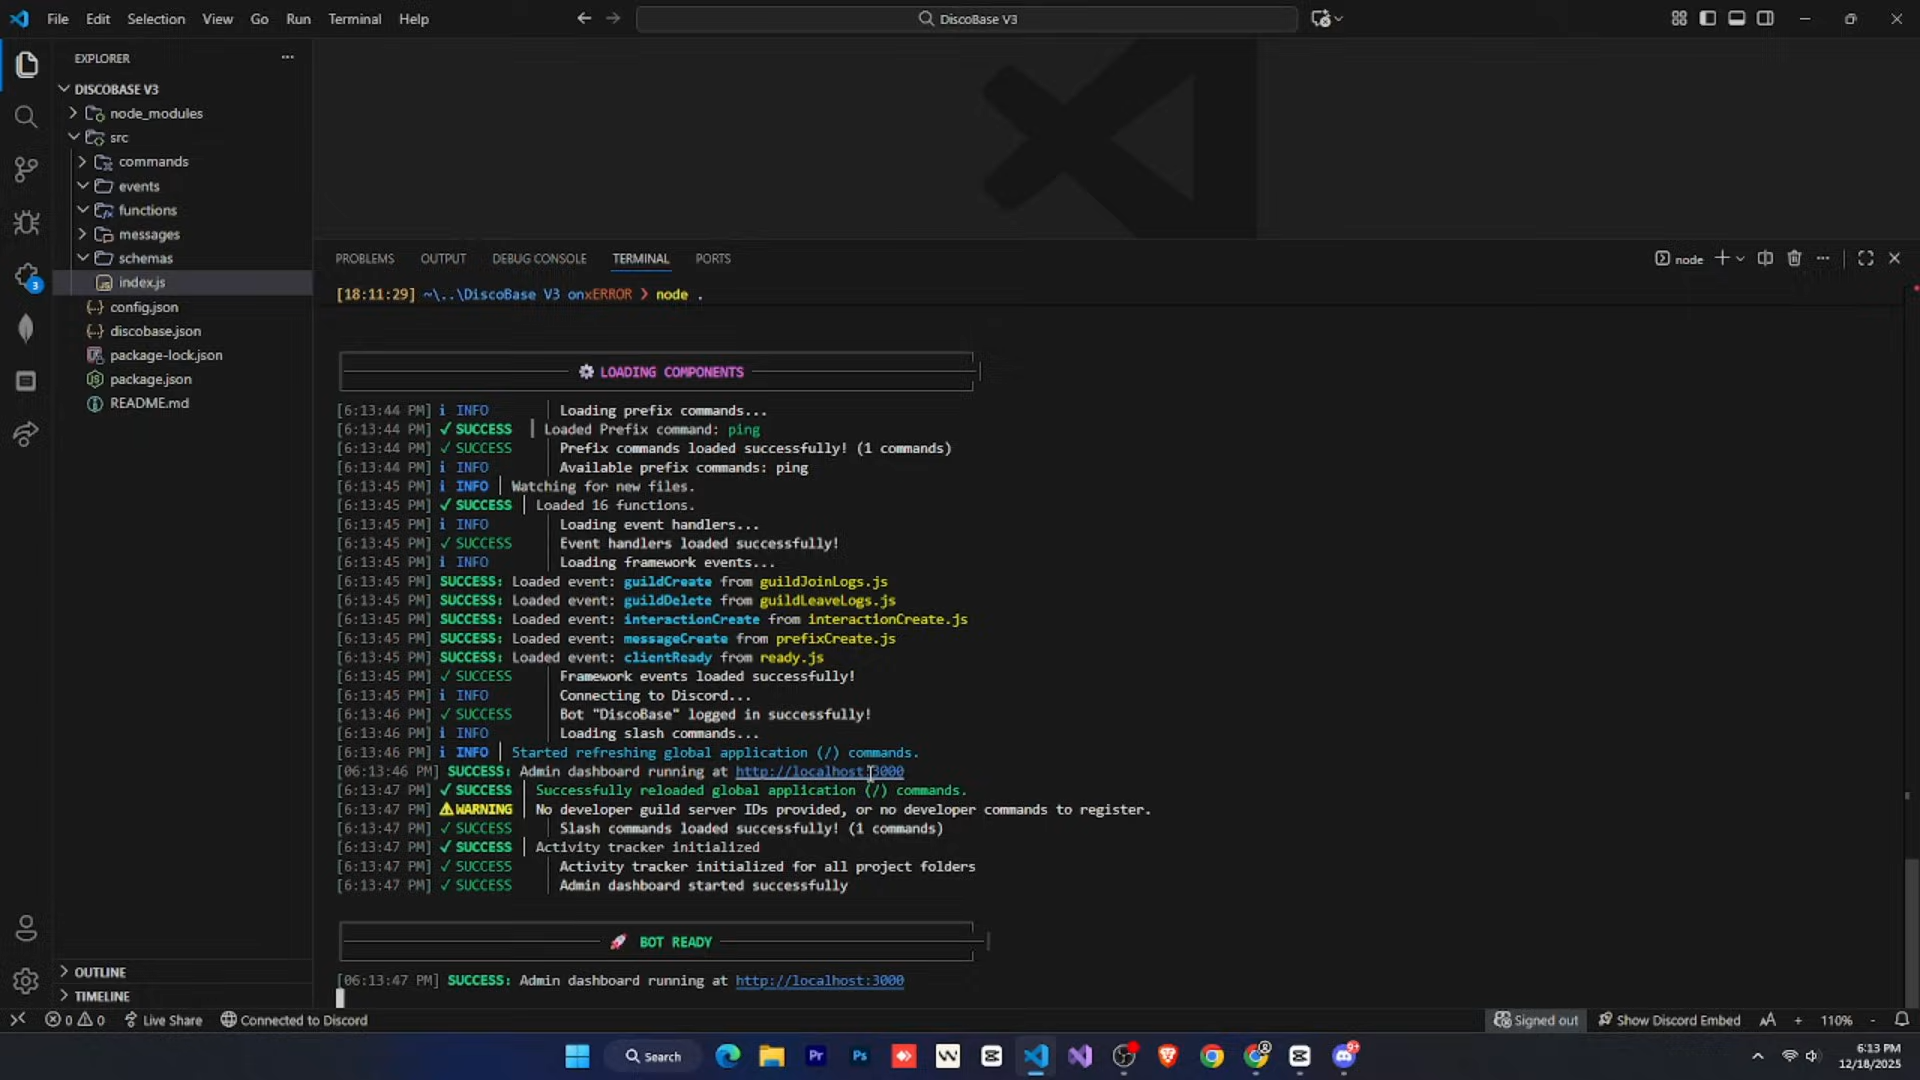 File Edit Selection View Go Run Terminal Help
DiscoBase V3
EXPLORER
DISCOBASE V3
node_modules
src
commands
events
functions
messages
schemas
index.js
config.json
discobase.json
package-lock.json
package.json
README.md
OUTLINE
TIMELINE
3
PROBLEMS OUTPUT DEBUG CONSOLE TERMINAL PORTS
node
[18:11:29] ~\..\DiscoBase V3 onxERROR ❯ node .
LOADING COMPONENTS
[6:13:44 PM] i INFO │ Loading prefix commands...
[6:13:44 PM] ✓ SUCCESS │ Loaded Prefix command: ping
[6:13:44 PM] ✓ SUCCESS │ Prefix commands loaded successfully! (1 commands)
[6:13:44 PM] i INFO │ Available prefix commands: ping
[6:13:45 PM] i INFO │ Watching for new files.
[6:13:45 PM] ✓ SUCCESS │ Loaded 16 functions.
[6:13:45 PM] i INFO │ Loading event handlers...
[6:13:45 PM] ✓ SUCCESS │ Event handlers loaded successfully!
[6:13:45 PM] i INFO │ Loading framework events...
[6:13:45 PM] SUCCESS: Loaded event: guildCreate from guildJoinLogs.js
[6:13:45 PM] SUCCESS: Loaded event: guildDelete from guildLeaveLogs.js
[6:13:45 PM] SUCCESS: Loaded event: interactionCreate from interactionCreate.js
[6:13:45 PM] SUCCESS: Loaded event: messageCreate from prefixCreate.js
[6:13:45 PM] SUCCESS: Loaded event: clientReady from ready.js
[6:13:45 PM] ✓ SUCCESS │ Framework events loaded successfully!
[6:13:45 PM] i INFO │ Connecting to Discord...
[6:13:46 PM] ✓ SUCCESS │ Bot "DiscoBase" logged in successfully!
[6:13:46 PM] i INFO │ Loading slash commands...
[6:13:46 PM] i INFO │ Started refreshing global application (/) commands.
[06:13:46 PM] SUCCESS: Admin dashboard running at http://localhost:3000
[6:13:47 PM] ✓ SUCCESS │ Successfully reloaded global application (/) commands.
[6:13:47 PM] ⚠ WARNING │ No developer guild server IDs provided, or no developer commands to register.
[6:13:47 PM] ✓ SUCCESS │ Slash commands loaded successfully! (1 commands)
[6:13:47 PM] ✓ SUCCESS │ Activity tracker initialized
[6:13:47 PM] ✓ SUCCESS │ Activity tracker initialized for all project folders
[6:13:47 PM] ✓ SUCCESS │ Admin dashboard started successfully
BOT READY
[06:13:47 PM] SUCCESS: Admin dashboard running at http://localhost:3000
0 0 Live Share Connected to Discord
Signed out Show Discord Embed AA + 110% -
Search
Pr Ps
6:13 PM
12/18/2025